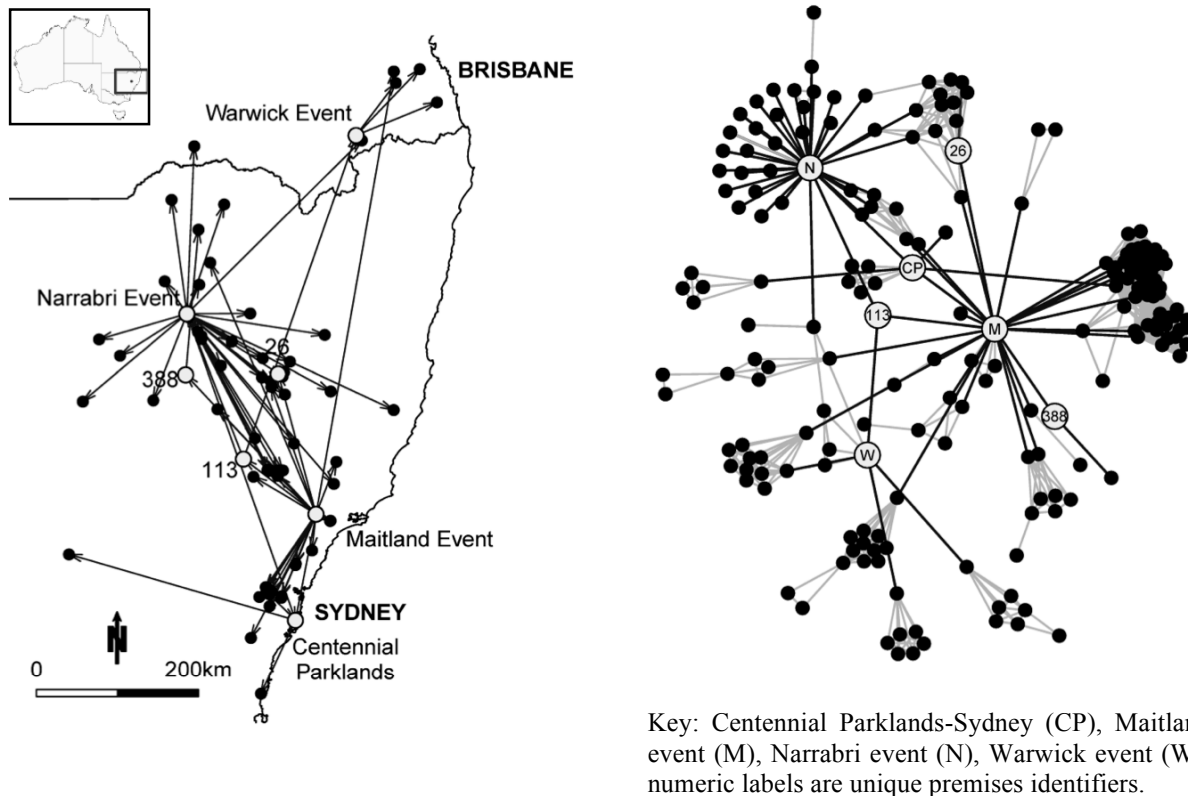 BRISBANE
Warwick Event
Narrabri Event
26
388
113
Maitland Event
SYDNEY
Centennial
Parklands
N
0 200km
N
26
CP
113
M
388
W
Key: Centennial Parklands-Sydney (CP), Maitlan
event (M), Narrabri event (N), Warwick event (W
numeric labels are unique premises identifiers.